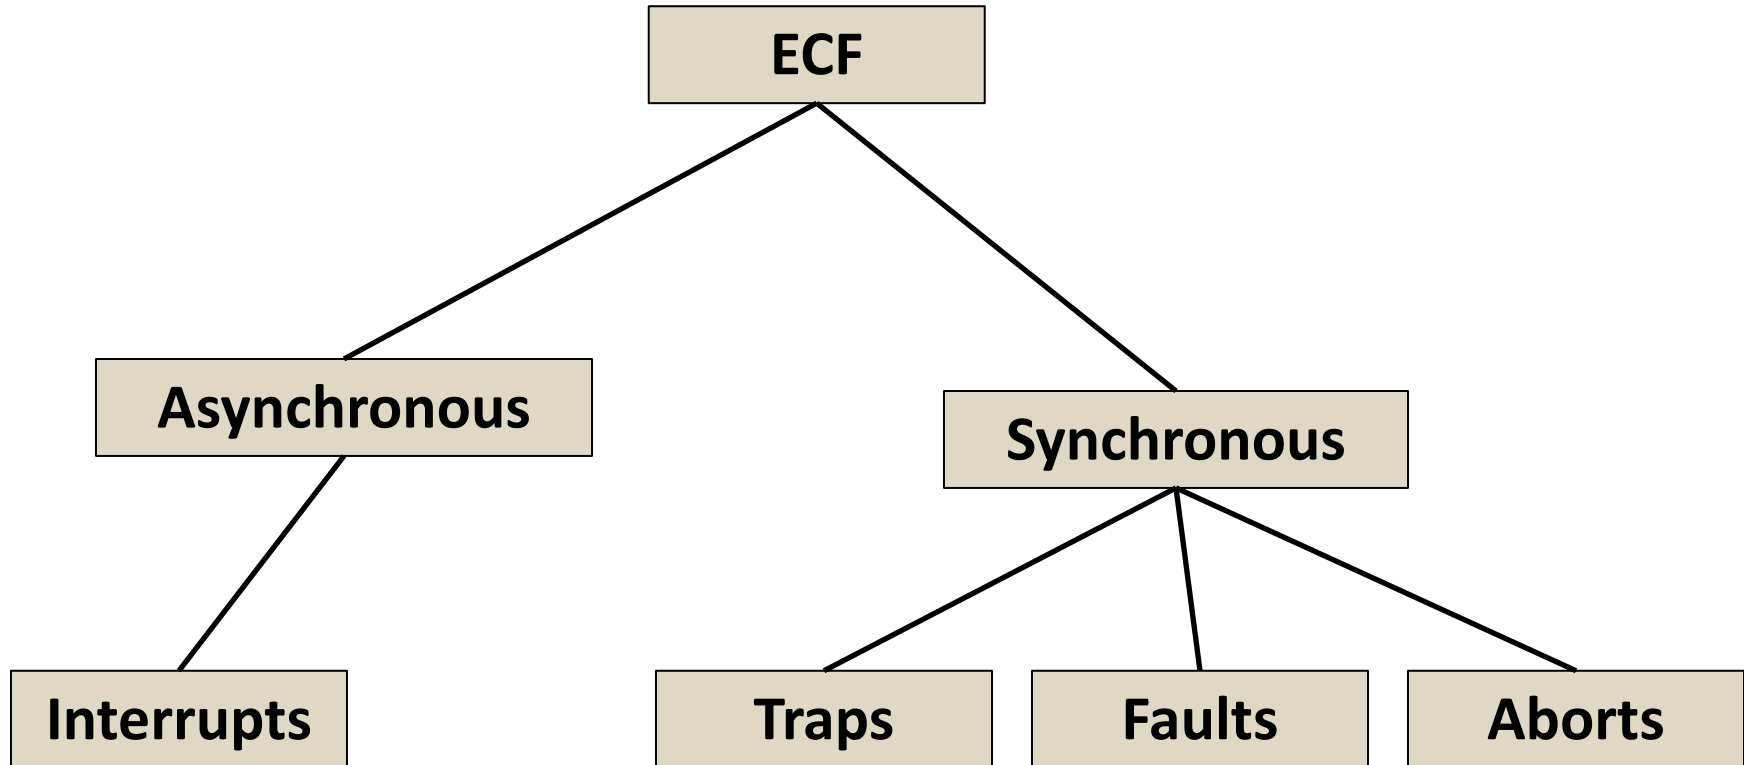 ECF
Asynchronous
Synchronous
Interrupts
Traps
Faults
Aborts